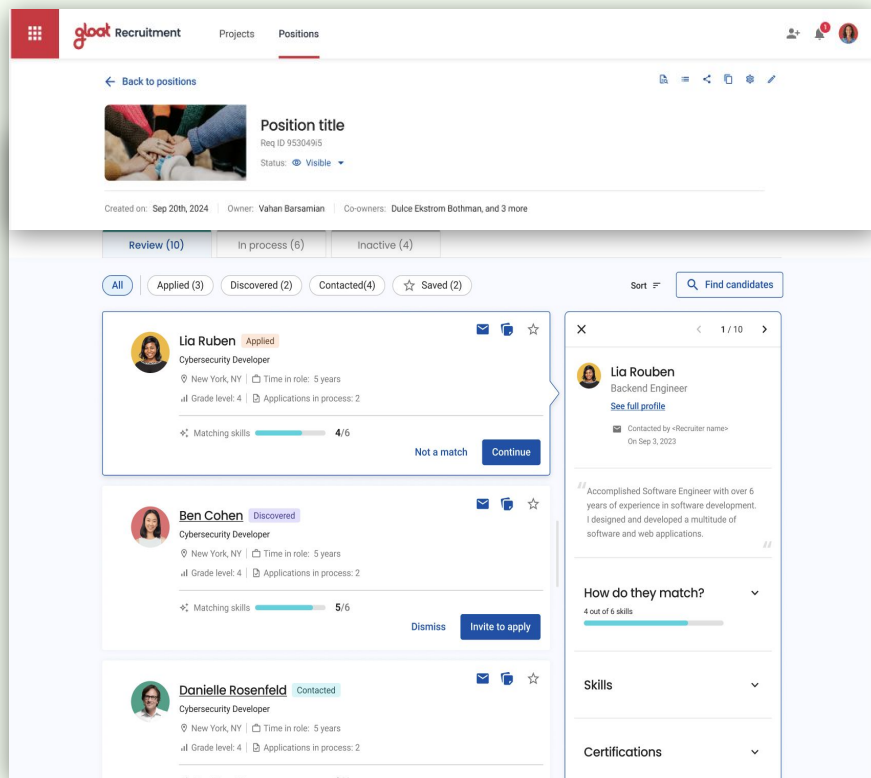 gloat Recruitment Projects Positions 1
Back to positions
Position title
Req ID 953049i5
Status: Visible
Created on: Sep 20th, 2024 Owner: Vahan Barsamian Co-owners: Dulce Ekstrom Bothman, and 3 more
Review (10) In process (6) Inactive (4)
All Applied (3) Discovered (2) Contacted(4) Saved (2) Sort Find candidates
Lia Ruben Applied
Cybersecurity Developer
New York, NY Time in role: 5 years
Grade level: 4 Applications in process: 2
Matching skills 4/6
Not a match Continue
Ben Cohen Discovered
Cybersecurity Developer
New York, NY Time in role: 5 years
Grade level: 4 Applications in process: 2
Matching skills 5/6
Dismiss Invite to apply
Danielle Rosenfeld Contacted
Cybersecurity Developer
New York, NY Time in role: 5 years
Grade level: 4 Applications in process: 2
1 / 10
Lia Rouben
Backend Engineer
See full profile
Contacted by <Recruiter name>
On Sep 3, 2023
"Accomplished Software Engineer with over 6
years of experience in software development.
I designed and developed a multitude of
software and web applications.
"
How do they match?
4 out of 6 skills
Skills
Certifications